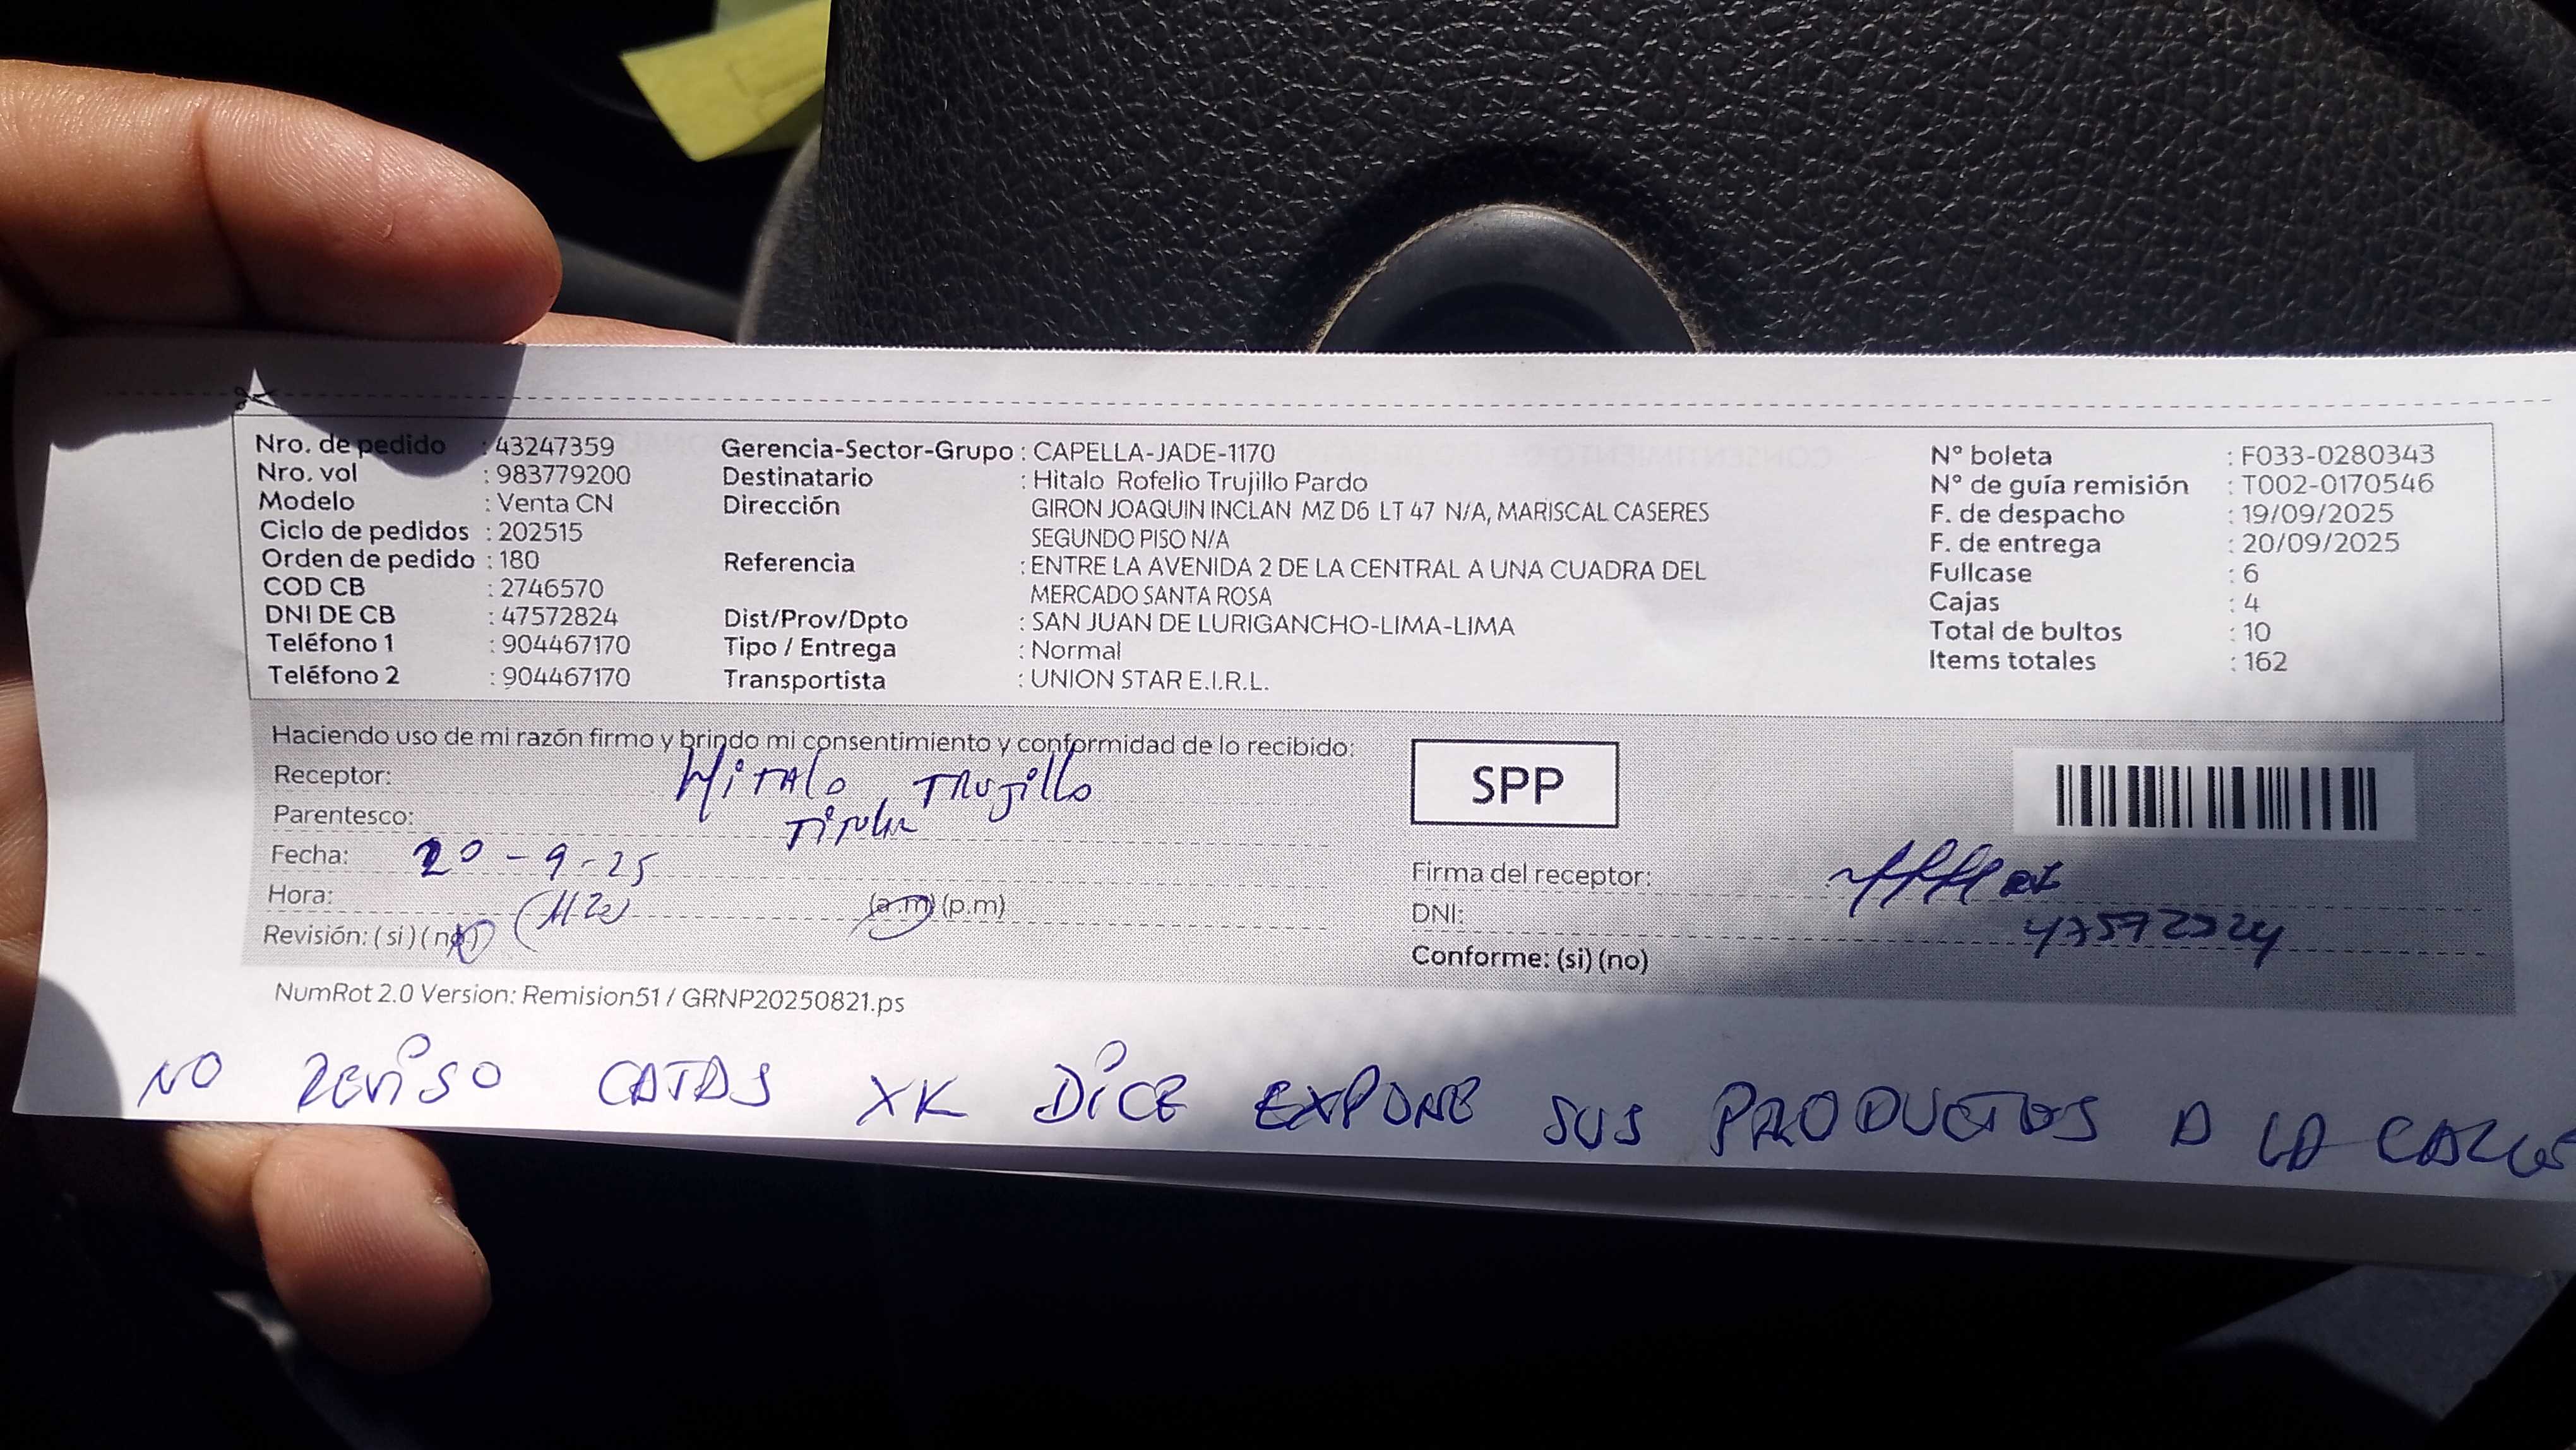 Nro. de pedido : 43247359
Nro. vol : 983779200
Modelo : Venta CN
Ciclo de pedidos : 202515
Orden de pedido : 180
COD CB : 2746570
DNI DE CB : 47572824
Teléfono 1 : 904467170
Teléfono 2 : 904467170
Gerencia-Sector-Grupo : CAPELLA-JADE-1170
Destinatario : Hitalo Rofelio Trujillo Pardo
Dirección GIRON JOAQUIN INCLAN MZ D6 LT 47 N/A, MARISCAL CASERES
SEGUNDO PISO N/A
Referencia : ENTRE LA AVENIDA 2 DE LA CENTRAL A UNA CUADRA DEL
MERCADO SANTA ROSA
Dist/Prov/Dpto : SAN JUAN DE LURIGANCHO-LIMA-LIMA
Tipo / Entrega : Normal
Transportista : UNION STAR E.I.R.L.
N° boleta : F033-0280343
N° de guía remisión : T002-0170546
F. de despacho : 19/09/2025
F. de entrega : 20/09/2025
Fullcase : 6
Cajas : 4
Total de bultos : 10
Items totales : 162
Haciendo uso de mi razón firmo y brindo mi consentimiento y conformidad de lo recibido:
Receptor: Hitalo Trujillo
Parentesco: Titular
Fecha: 20-9-25
Hora: (a.m) (p.m)
Revisión: (si) (no)
SPP
Firma del receptor:
DNI: 47572824
Conforme: (si) (no)
NumRot 2.0 Version: Remision51 / GRNP20250821.ps
NO REViSO CAJAS XK DiCE EXPONE SUS PRODUCTOS A LA CALLE